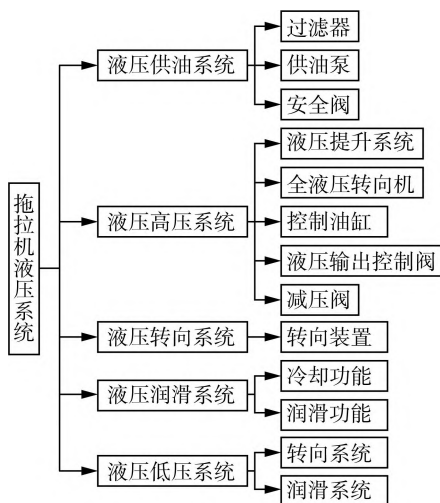 拖拉机液压系统
液压供油系统
过滤器
供油泵
安全阀
液压高压系统
液压提升系统
全液压转向机
控制油缸
液压输出控制阀
减压阀
液压转向系统
转向装置
液压润滑系统
冷却功能
润滑功能
液压低压系统
转向系统
润滑系统